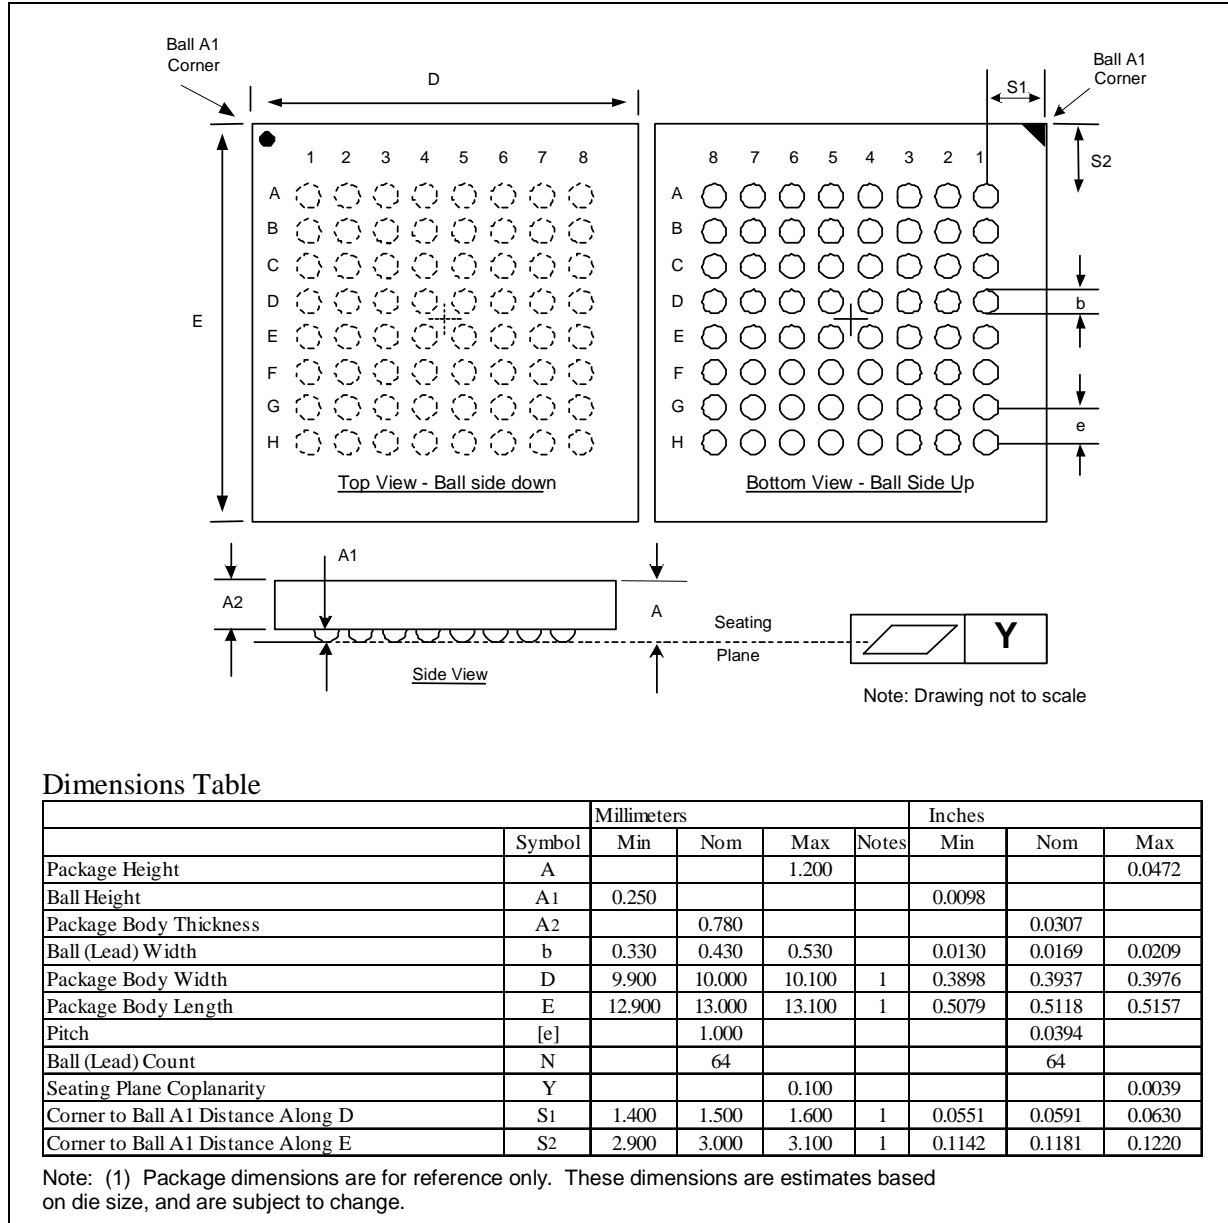 Ball A1
Corner
D
S1
Ball A1
Corner
1 2 3 4 5 6 7 8
8 7 6 5 4 3 2 1
S2
A
A
B
B
C
C
D
D
b
E
E
E
F
F
G
G
e
H
H
Top View - Ball side down
Bottom View - Ball Side Up
A1
A2
A
Seating
Plane
Y
Side View
Note: Drawing not to scale
Dimensions Table
Millimeters Inches
Symbol Min Nom Max Notes Min Nom Max
Package Height A 1.200 0.0472
Ball Height A1 0.250 0.0098
Package Body Thickness A2 0.780 0.0307
Ball (Lead) Width b 0.330 0.430 0.530 0.0130 0.0169 0.0209
Package Body Width D 9.900 10.000 10.100 1 0.3898 0.3937 0.3976
Package Body Length E 12.900 13.000 13.100 1 0.5079 0.5118 0.5157
Pitch [e] 1.000 0.0394
Ball (Lead) Count N 64 64
Seating Plane Coplanarity Y 0.100 0.0039
Corner to Ball A1 Distance Along D S1 1.400 1.500 1.600 1 0.0551 0.0591 0.0630
Corner to Ball A1 Distance Along E S2 2.900 3.000 3.100 1 0.1142 0.1181 0.1220
Note: (1) Package dimensions are for reference only. These dimensions are estimates based
on die size, and are subject to change.